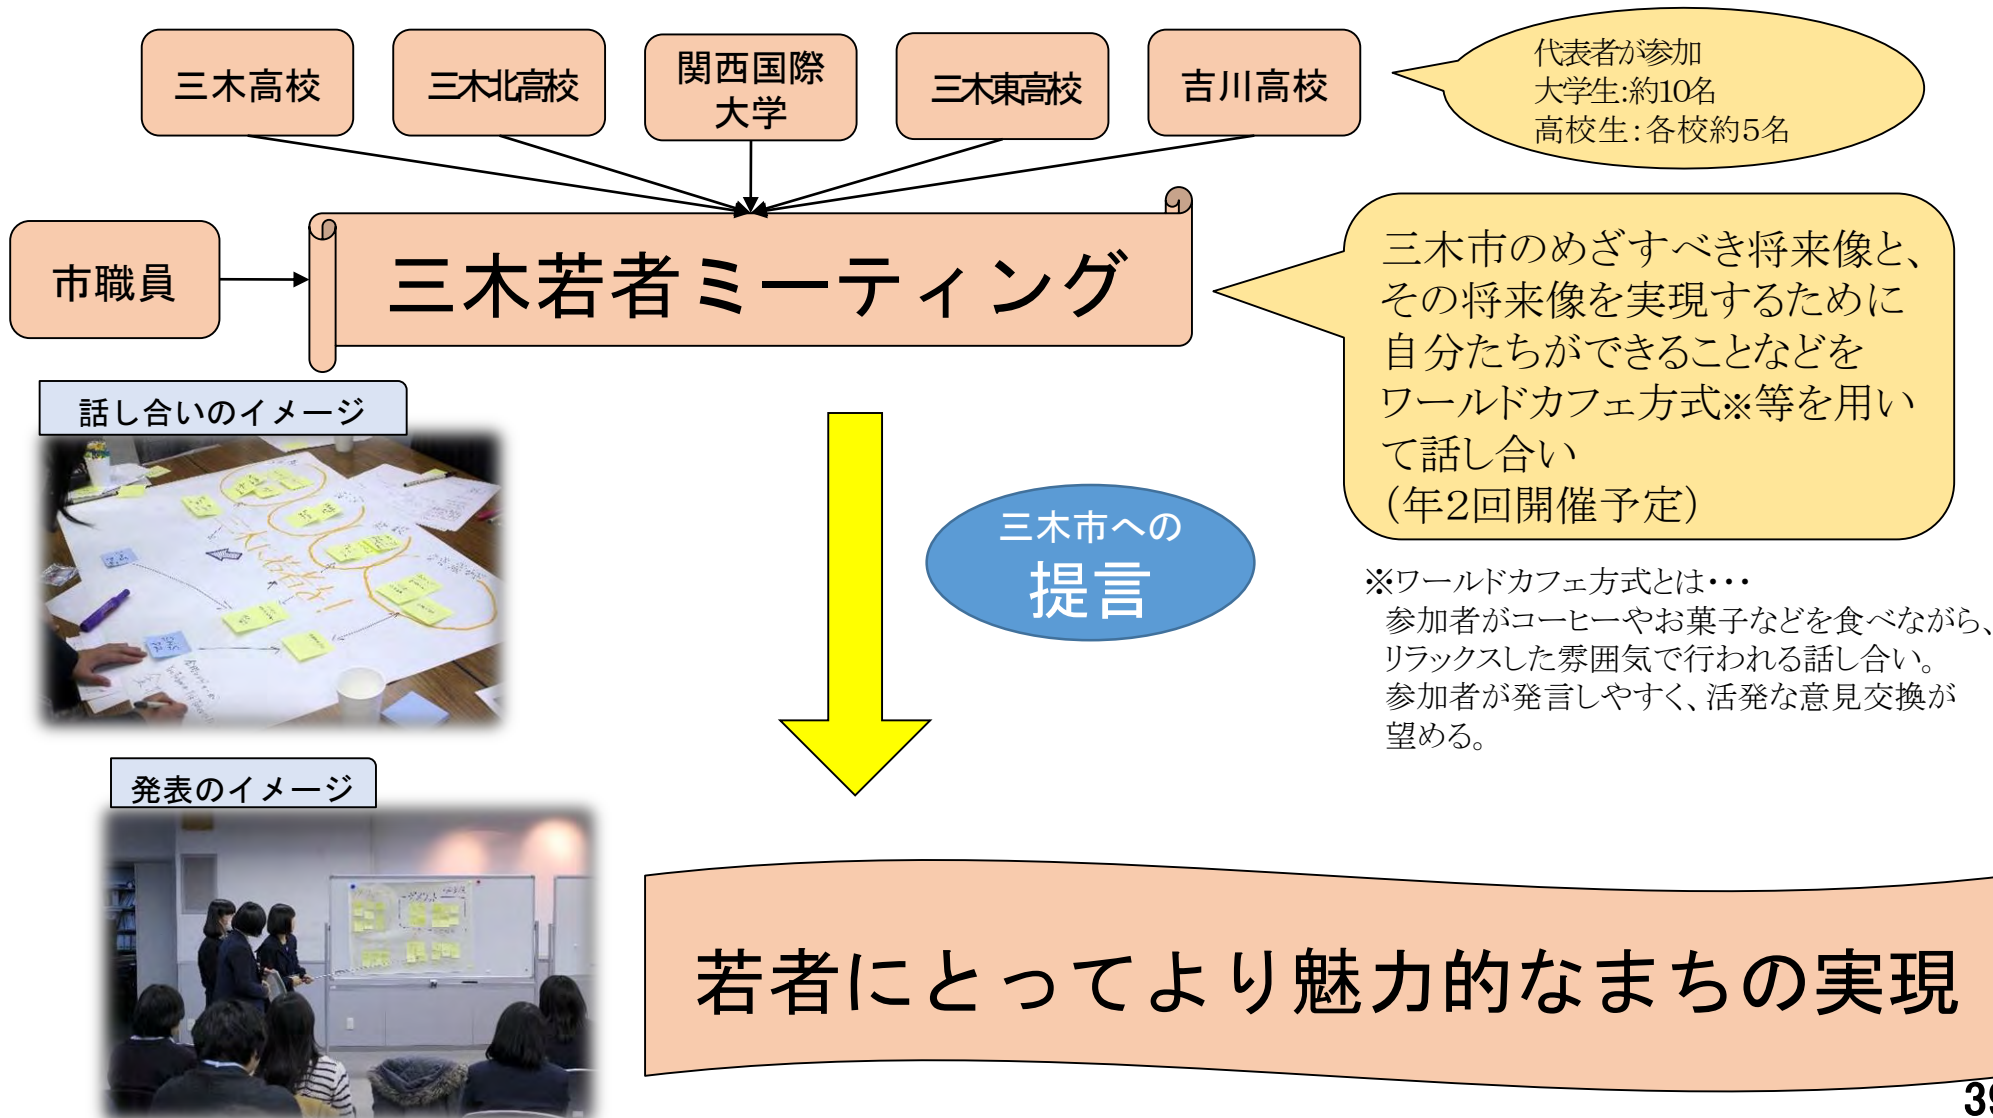 三木高校
三木北高校
関西国際
大学
三木東高校
吉川高校
代表者が参加
大学生:約10名
高校生:各校約5名
市職員
三木若者ミーティング
三木市のめざすべき将来像と、
その将来像を実現するために
自分たちができることなどを
ワールドカフェ方式※等を用い
て話し合い
(年2回開催予定)
話し合いのイメージ
三木市への
提言
※ワールドカフェ方式とは・・・
参加者がコーヒーやお菓子などを食べながら、
リラックスした雰囲気で行われる話し合い。
参加者が発言しやすく、活発な意見交換が
望める。
発表のイメージ
若者にとってより魅力的なまちの実現
39